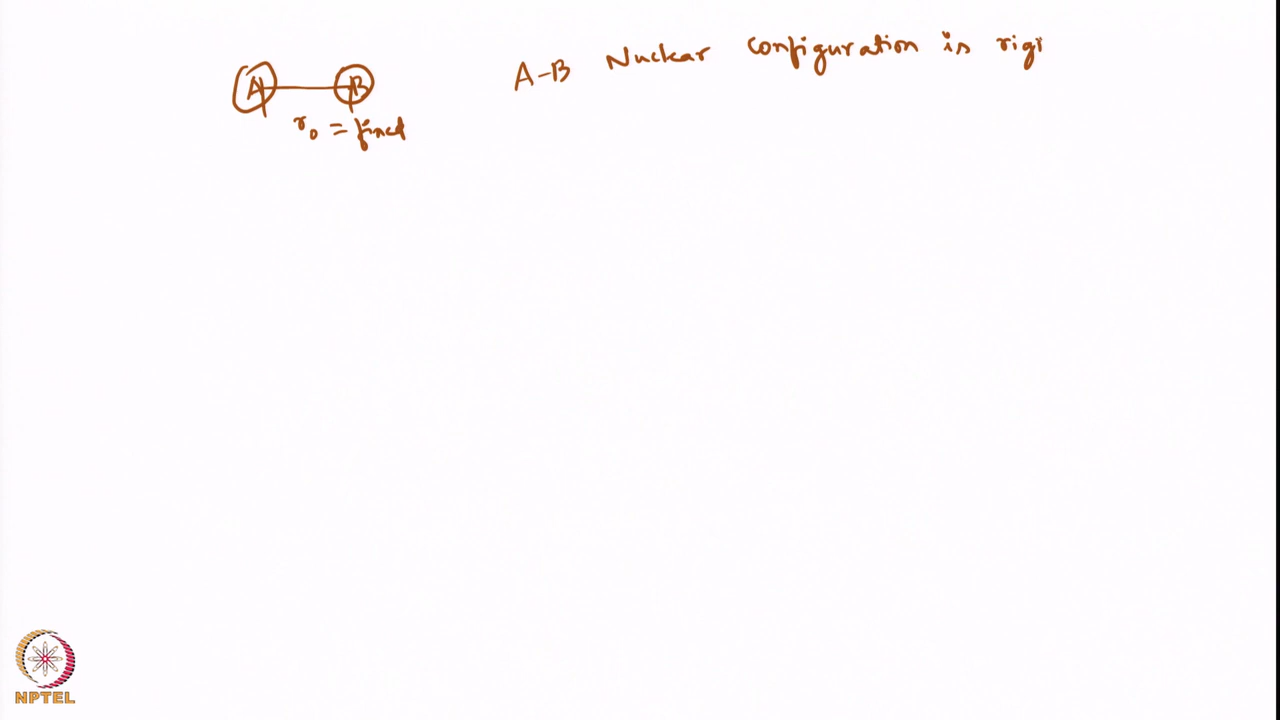 A B
r₀ = fixed
A-B Nuclear configuration is rigi
NPTEL